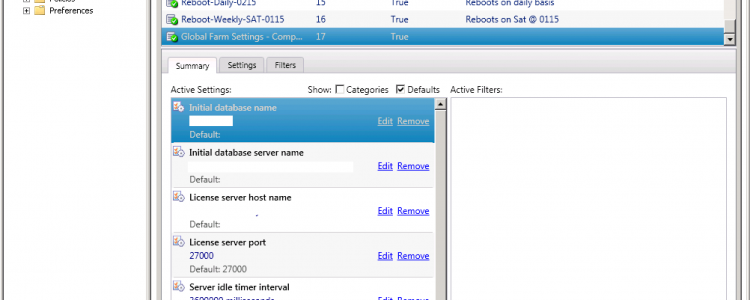 Preferences
Reboot-Daily-0215 15 True Reboots on daily basis
Reboot-Weekly-SAT-0115 16 True Reboots on Sat @ 0115
Global Farm Settings - Comp... 17 True
Summary Settings Filters
Active Settings: Show: Categories Defaults Active Filters:
Initial database name
Edit Remove
Default:
Initial database server name
Edit Remove
Default:
License server host name
Edit Remove
Default:
License server port
27000 Edit Remove
Default: 27000
Server idle timer interval